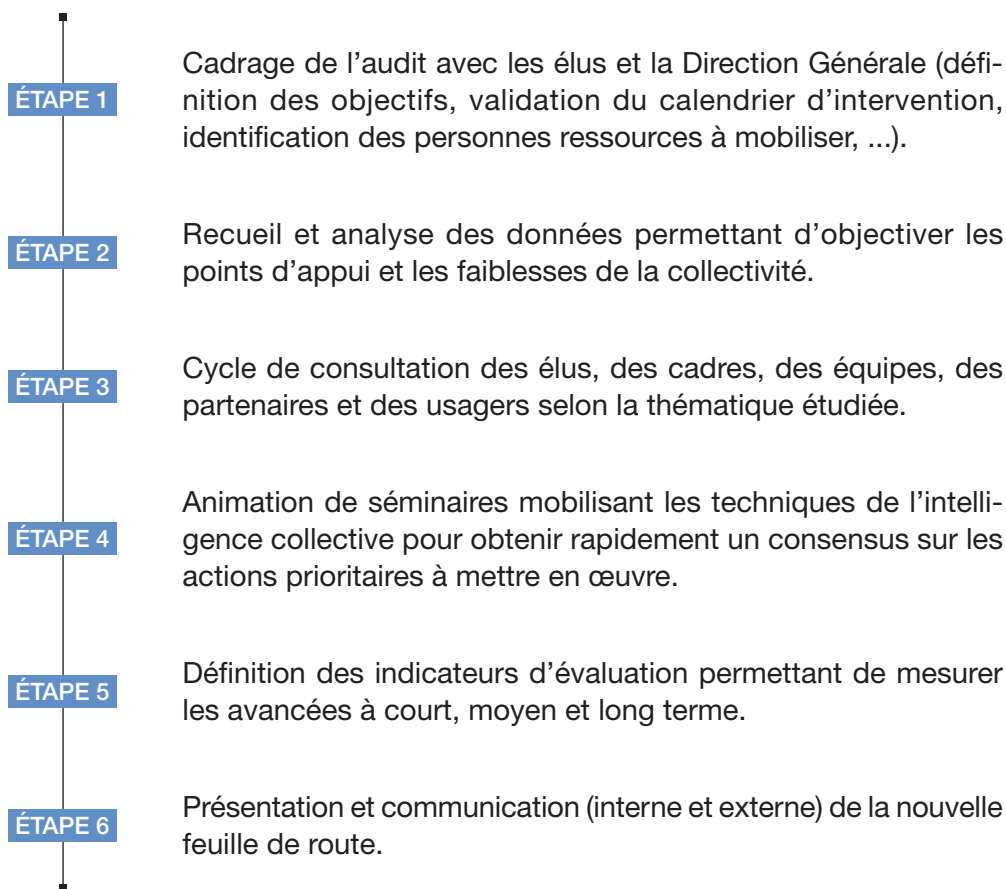 ÉTAPE 1
Cadrage de l’audit avec les élus et la Direction Générale (défi-
nition des objectifs, validation du calendrier d’intervention,
identification des personnes ressources à mobiliser, ...).
ÉTAPE 2
Recueil et analyse des données permettant d’objectiver les
points d’appui et les faiblesses de la collectivité.
ÉTAPE 3
Cycle de consultation des élus, des cadres, des équipes, des
partenaires et des usagers selon la thématique étudiée.
ÉTAPE 4
Animation de séminaires mobilisant les techniques de l’intelli-
gence collective pour obtenir rapidement un consensus sur les
actions prioritaires à mettre en œuvre.
ÉTAPE 5
Définition des indicateurs d’évaluation permettant de mesurer
les avancées à court, moyen et long terme.
ÉTAPE 6
Présentation et communication (interne et externe) de la nouvelle
feuille de route.